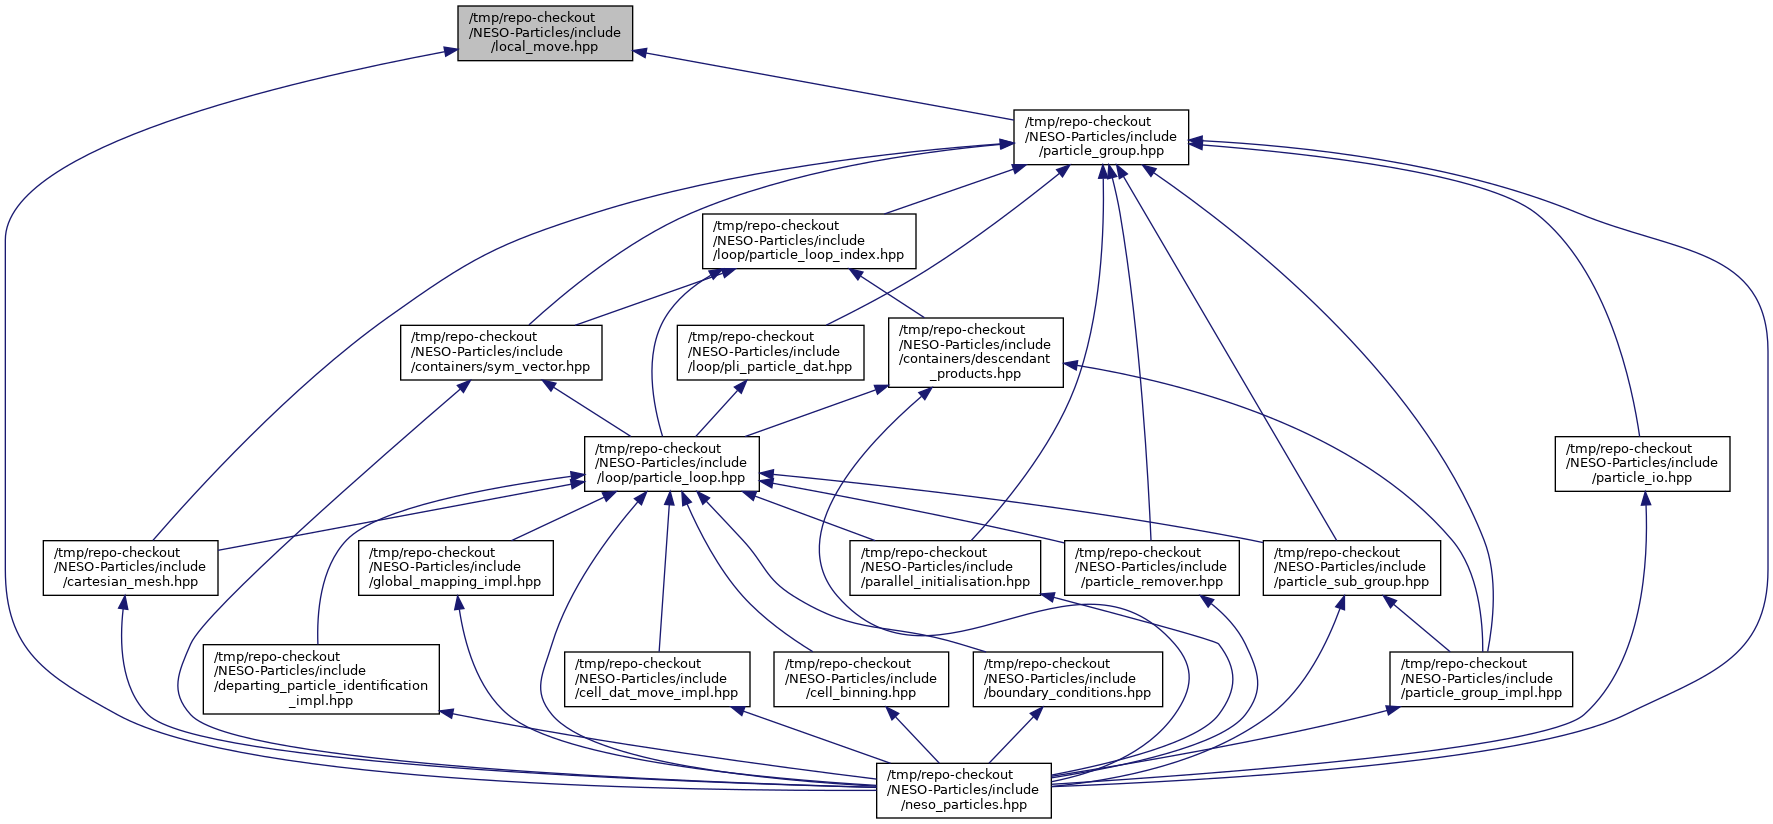 /tmp/repo-checkout
/NESO-Particles/include
/local_move.hpp
/tmp/repo-checkout
/NESO-Particles/include
/particle_group.hpp
/tmp/repo-checkout
/NESO-Particles/include
/loop/particle_loop_index.hpp
/tmp/repo-checkout
/NESO-Particles/include
/containers/sym_vector.hpp
/tmp/repo-checkout
/NESO-Particles/include
/loop/pli_particle_dat.hpp
/tmp/repo-checkout
/NESO-Particles/include
/containers/descendant
_products.hpp
/tmp/repo-checkout
/NESO-Particles/include
/loop/particle_loop.hpp
/tmp/repo-checkout
/NESO-Particles/include
/particle_io.hpp
/tmp/repo-checkout
/NESO-Particles/include
/cartesian_mesh.hpp
/tmp/repo-checkout
/NESO-Particles/include
/global_mapping_impl.hpp
/tmp/repo-checkout
/NESO-Particles/include
/parallel_initialisation.hpp
/tmp/repo-checkout
/NESO-Particles/include
/particle_remover.hpp
/tmp/repo-checkout
/NESO-Particles/include
/particle_sub_group.hpp
/tmp/repo-checkout
/NESO-Particles/include
/departing_particle_identification
_impl.hpp
/tmp/repo-checkout
/NESO-Particles/include
/cell_dat_move_impl.hpp
/tmp/repo-checkout
/NESO-Particles/include
/cell_binning.hpp
/tmp/repo-checkout
/NESO-Particles/include
/boundary_conditions.hpp
/tmp/repo-checkout
/NESO-Particles/include
/particle_group_impl.hpp
/tmp/repo-checkout
/NESO-Particles/include
/neso_particles.hpp